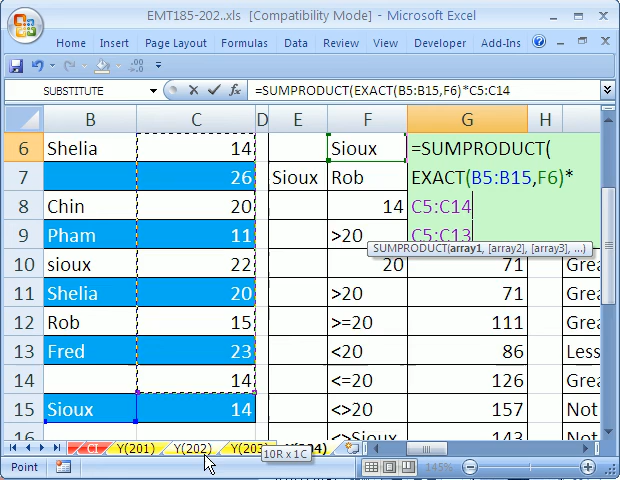 EMT185-202..xls [Compatibility Mode] - Microsoft Excel
Home Insert Page Layout Formulas Data Review View Developer Add-Ins
SUBSTITUTE fx =SUMPRODUCT(EXACT(B5:B15,F6)*C5:C14
B C D E F G H
6 Shelia 14 Sioux =SUMPRODUCT(
7 26 Sioux Rob EXACT(B5:B15,F6)*
8 Chin 20 14 C5:C14
9 Pham 11 >20 C5:C13
SUMPRODUCT(array1, [array2], [array3], ...)
10 sioux 22 20 71 Grea
11 Shelia 20 >20 71 Grea
12 Rob 15 >=20 111 Grea
13 Fred 23 <20 86 Less
14 14 <=20 126 Grea
15 Sioux 14 <>20 157 Not
16 <>Sioux 143 Not
CL Y(201) Y(202) Y(203) Y(204)
10R x 1C
Point 145%